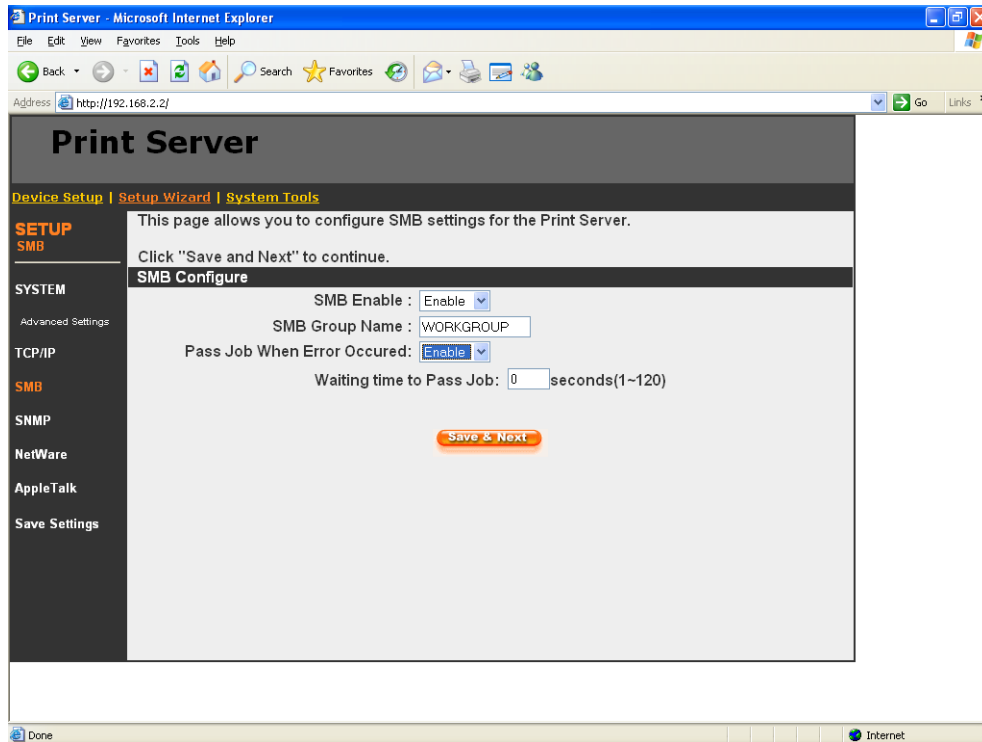 Print Server - Microsoft Internet Explorer
File Edit View Favorites Tools Help
Back Search Favorites
Address http://192.168.2.2/ Go Links
Print Server
Device Setup | Setup Wizard | System Tools
SETUP
SMB
SYSTEM
Advanced Settings
TCP/IP
SMB
SNMP
NetWare
AppleTalk
Save Settings
This page allows you to configure SMB settings for the Print Server.
Click "Save and Next" to continue.
SMB Configure
SMB Enable : Enable
SMB Group Name : WORKGROUP
Pass Job When Error Occured: Enable
Waiting time to Pass Job: 0 seconds(1~120)
Save & Next
Done Internet